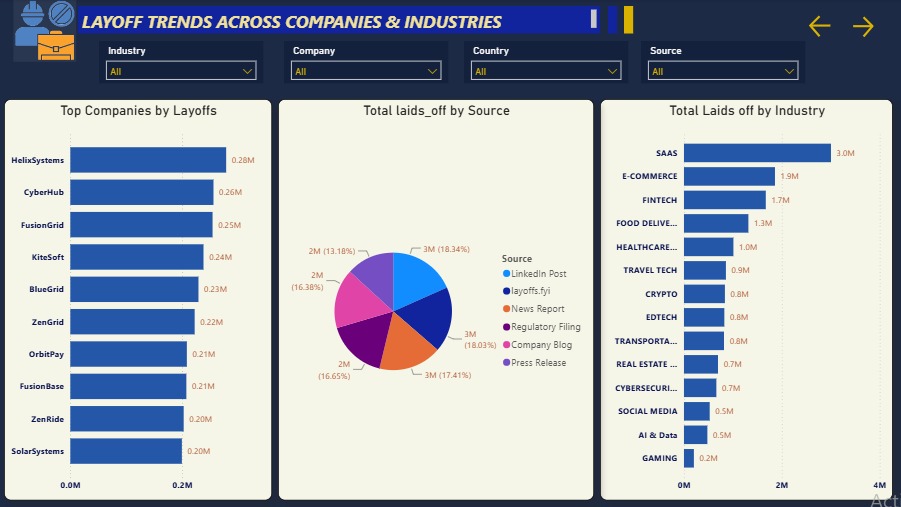 LAYOFF TRENDS ACROSS COMPANIES & INDUSTRIES
Industry
Company
Country
Source
All
All
All
All
Top Companies by Layoffs
HelixSystems 0.28M
CyberHub 0.26M
FusionGrid 0.25M
KiteSoft 0.24M
BlueGrid 0.23M
ZenGrid 0.22M
OrbitPay 0.21M
FusionBase 0.21M
ZenRide 0.20M
SolarSystems 0.20M
0.0M 0.2M
Total laids_off by Source
2M (13.18%)
3M (18.34%)
2M
(16.38%)
3M
(18.03%)
2M
(16.65%)
3M (17.41%)
Source
LinkedIn Post
layoffs.fyi
News Report
Regulatory Filing
Company Blog
Press Release
Total Laids off by Industry
SAAS 3.0M
E-COMMERCE 1.9M
FINTECH 1.7M
FOOD DELIVE... 1.3M
HEALTHCARE... 1.0M
TRAVEL TECH 0.9M
CRYPTO 0.8M
EDTECH 0.8M
TRANSPORTA... 0.8M
REAL ESTATE ... 0.7M
CYBERSECURI... 0.7M
SOCIAL MEDIA 0.5M
AI & Data 0.5M
GAMING 0.2M
0M 2M 4M